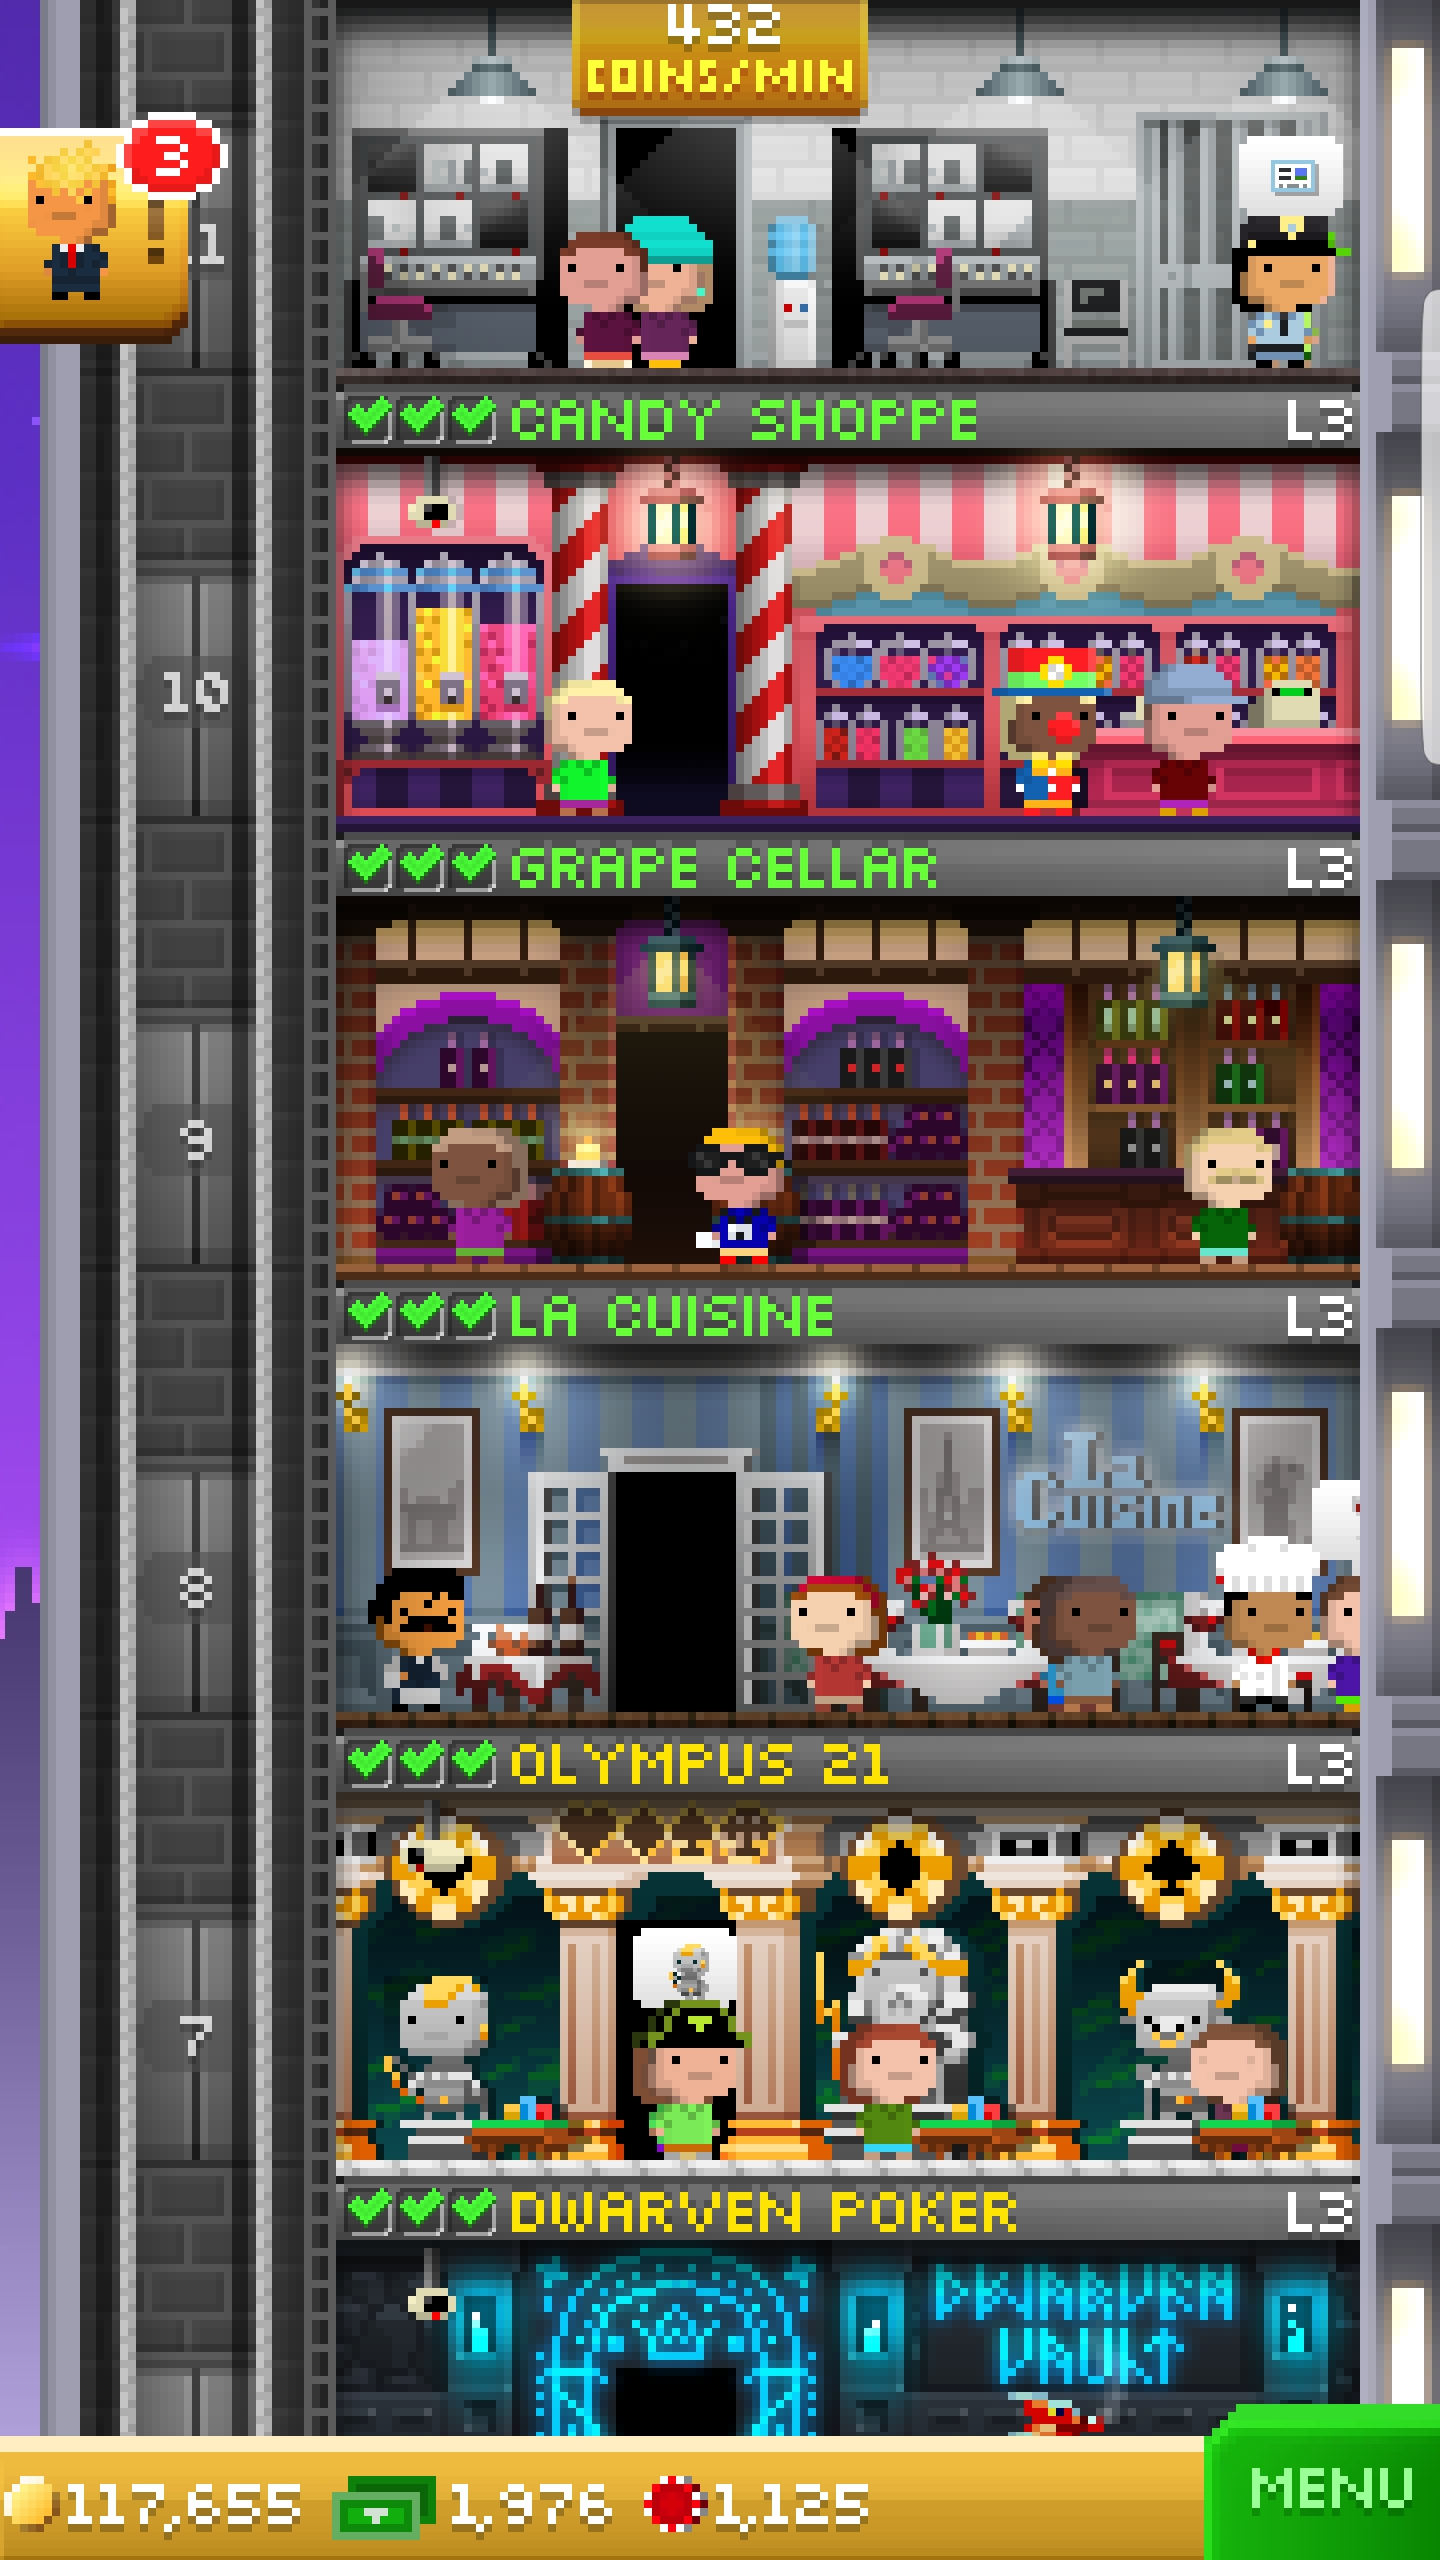 432
COINS/MIN
3
!
11
CANDY SHOPPE L3
10
GRAPE CELLAR L3
9
LA CUISINE L3
La
Cuisine
8
OLYMPUS 21 L3
7
DWARVEN POKER L3
DWARVEN
VAULT
117,655 1,976 1,125 MENU